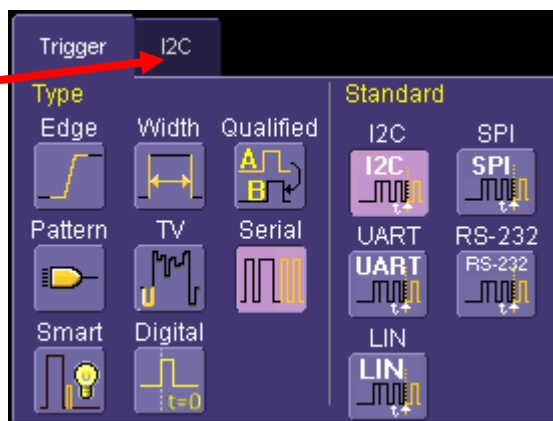 Trigger I2C
Type Standard
Edge Width Qualified I2C SPI
A
B
I2C
t
SPI
t
Pattern TV Serial UART RS-232
UART
t
RS-232
t
Smart Digital LIN
t=0
LIN
t